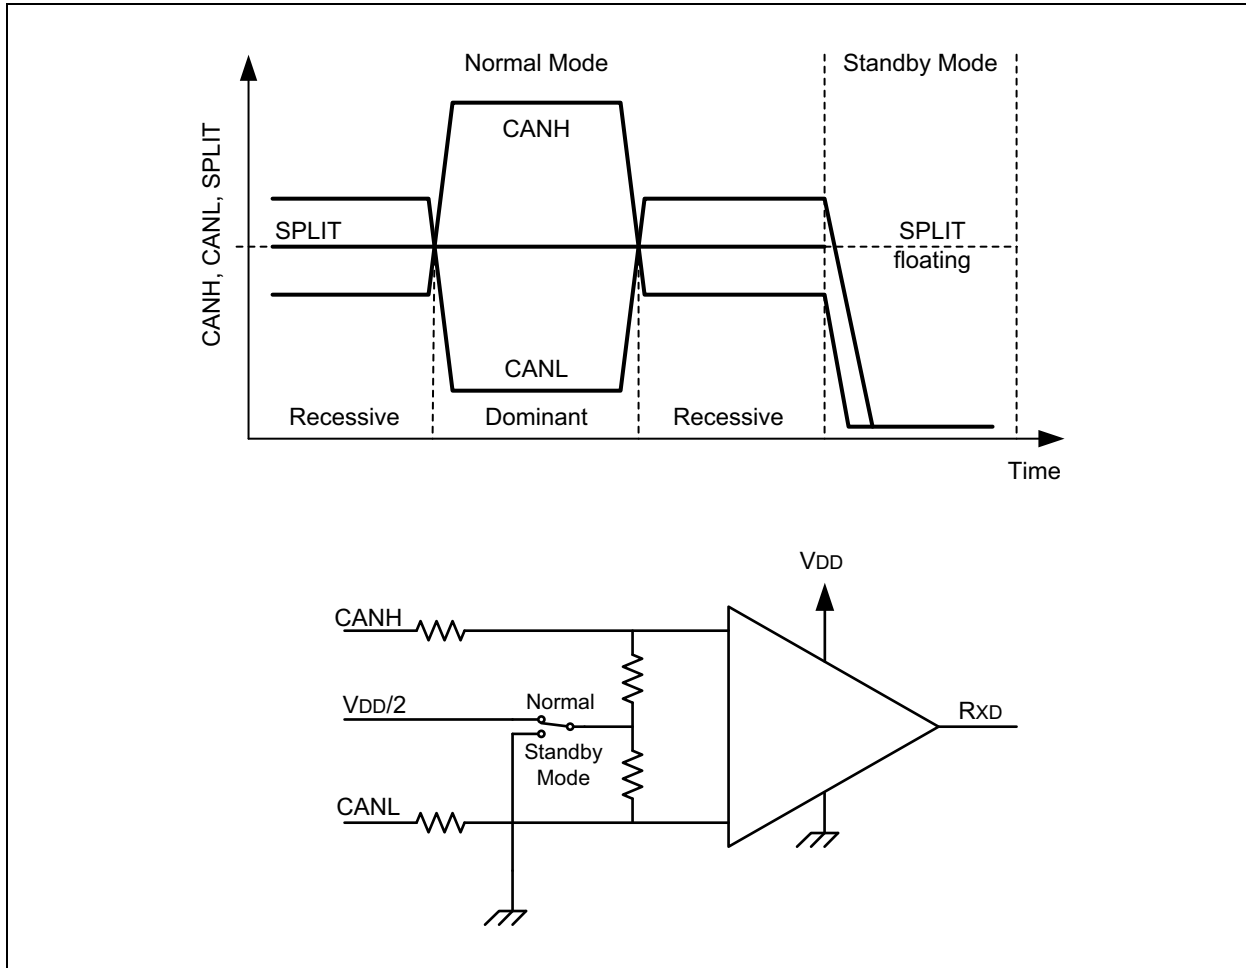 Normal Mode
Standby Mode
CANH, CANL, SPLIT
CANH
SPLIT
SPLIT
floating
CANL
Recessive
Dominant
Recessive
Time
VDD
CANH
VDD/2
Normal
Standby
Mode
RXD
CANL